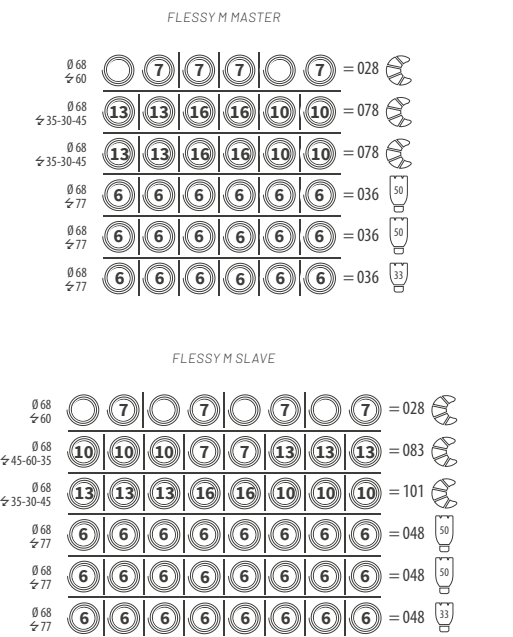 FLESSY M MASTER
Ø 68
60
7 7 7 7 = 028
Ø 68
35-30-45
13 13 16 16 10 10 = 078
Ø 68
35-30-45
13 13 16 16 10 10 = 078
Ø 68
77
6 6 6 6 6 6 = 036 50
Ø 68
77
6 6 6 6 6 6 = 036 50
Ø 68
77
6 6 6 6 6 6 = 036 33
FLESSY M SLAVE
Ø 68
60
7 7 7 7 = 028
Ø 68
45-60-35
10 10 10 7 7 13 13 13 = 083
Ø 68
35-30-45
13 13 13 16 16 10 10 10 = 101
Ø 68
77
6 6 6 6 6 6 6 6 = 048 50
Ø 68
77
6 6 6 6 6 6 6 6 = 048 50
Ø 68
77
6 6 6 6 6 6 6 6 = 048 33